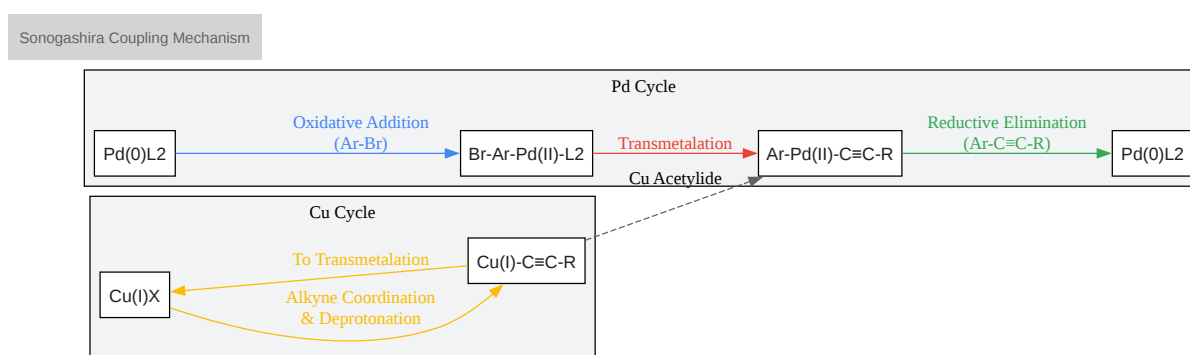 Sonogashira Coupling Mechanism
Pd Cycle
Pd(0)L2
Oxidative Addition
(Ar-Br)
Br-Ar-Pd(II)-L2
Transmetalation
Ar-Pd(II)-C≡C-R
Reductive Elimination
(Ar-C≡C-R)
Pd(0)L2
Cu Acetylide
Cu Cycle
Cu(I)X
To Transmetalation
Cu(I)-C≡C-R
Alkyne Coordination
& Deprotonation